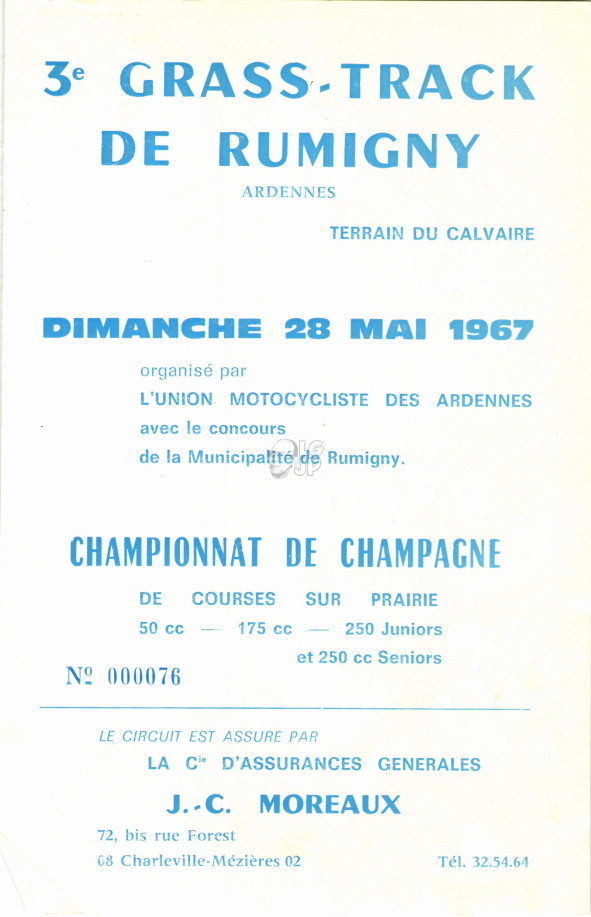 3e GRASS-TRACK
DE RUMIGNY
ARDENNES
TERRAIN DU CALVAIRE
DIMANCHE 28 MAI 1967
organisé par
L'UNION MOTOCYCLISTE DES ARDENNES
avec le concours
de la Municipalité de Rumigny.
IG
JP
CHAMPIONNAT DE CHAMPAGNE
DE COURSES SUR PRAIRIE
50 cc — 175 cc — 250 Juniors
et 250 cc Seniors
Nº 000076
LE CIRCUIT EST ASSURE PAR
LA Cie D'ASSURANCES GENERALES
J.-C. MOREAUX
72, bis rue Forest
08 Charleville-Mézières 02 Tél. 32.54.64